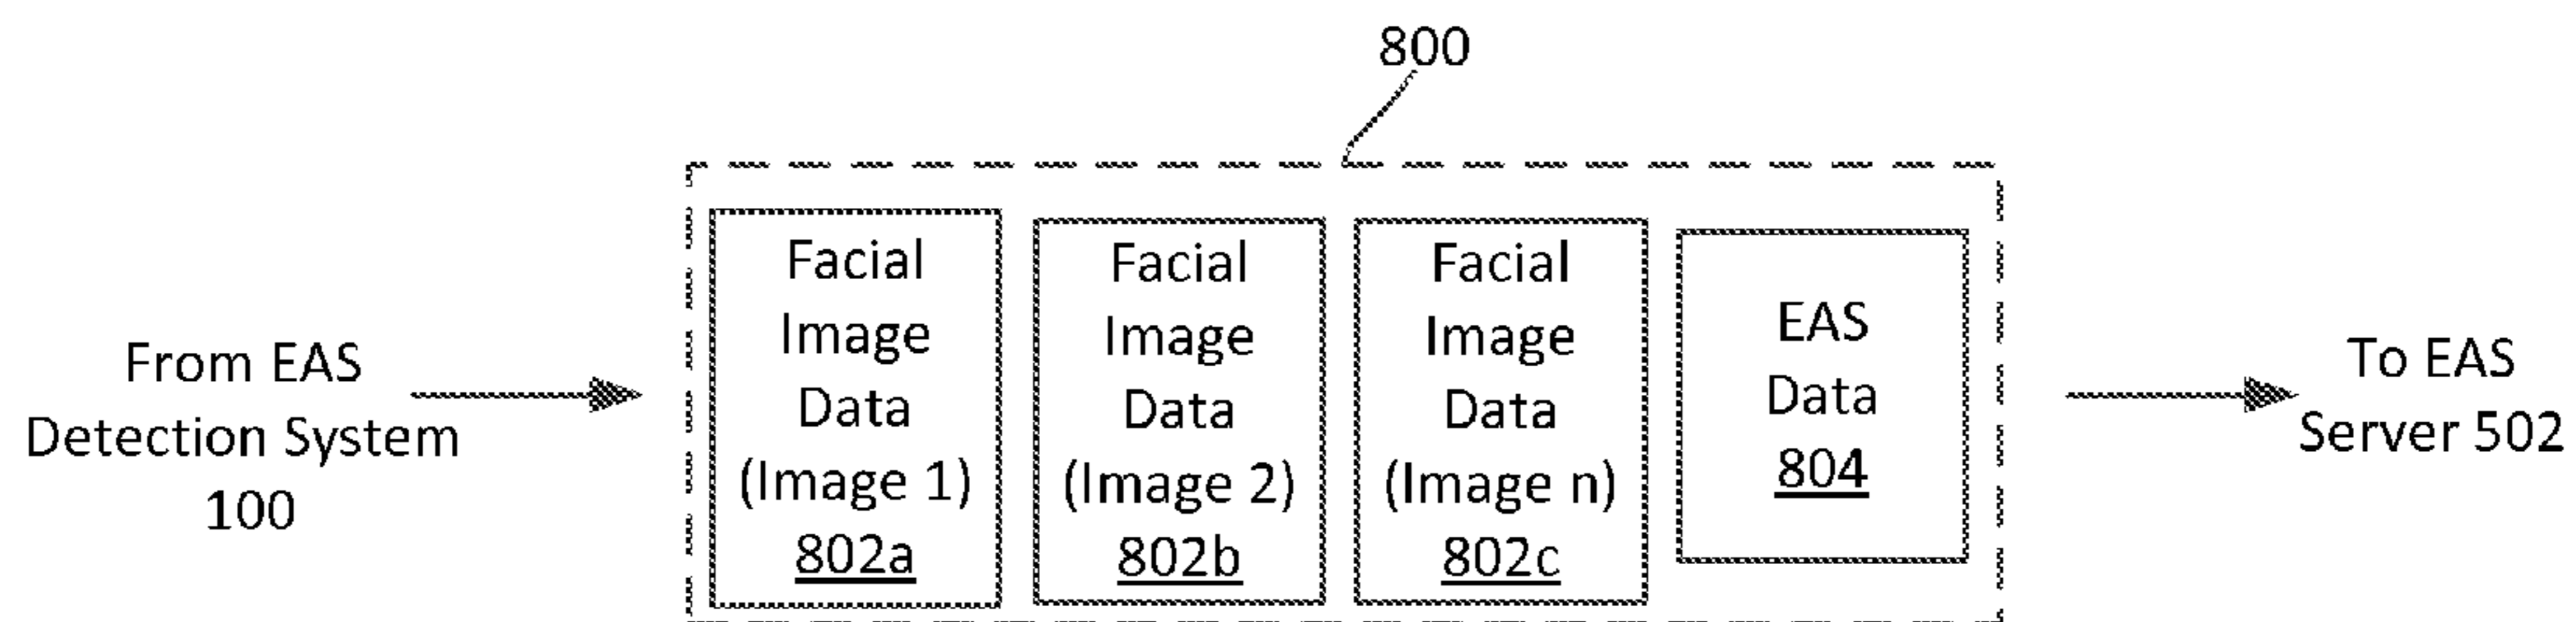 800
From EAS
Detection System
100
Facial
Image
Data
(Image 1)
802a
Facial
Image
Data
(Image 2)
802b
Facial
Image
Data
(Image n)
802c
EAS
Data
804
To EAS
Server 502